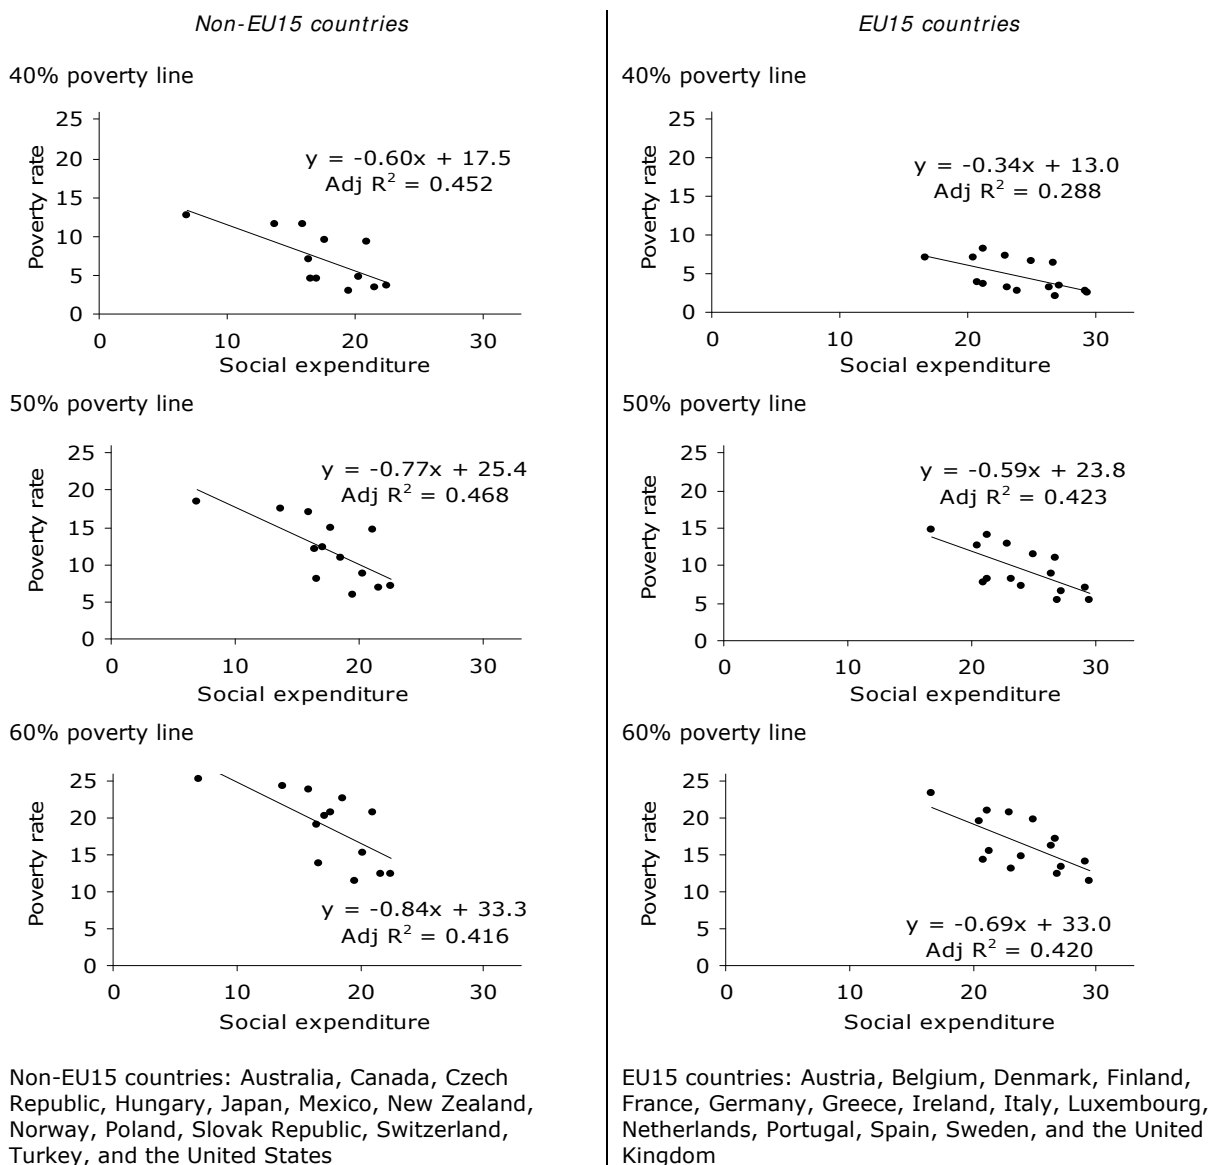 Non-EU15 countries
40% poverty line
25
20
15
10
5
0
Poverty rate
y = -0.60x + 17.5
Adj R² = 0.452
0 10 20 30
Social expenditure
50% poverty line
25
20
15
10
5
0
Poverty rate
y = -0.77x + 25.4
Adj R² = 0.468
0 10 20 30
Social expenditure
60% poverty line
25
20
15
10
5
0
Poverty rate
y = -0.84x + 33.3
Adj R² = 0.416
0 10 20 30
Social expenditure
Non-EU15 countries: Australia, Canada, Czech
Republic, Hungary, Japan, Mexico, New Zealand,
Norway, Poland, Slovak Republic, Switzerland,
Turkey, and the United States
EU15 countries
40% poverty line
25
20
15
10
5
0
Poverty rate
y = -0.34x + 13.0
Adj R² = 0.288
0 10 20 30
Social expenditure
50% poverty line
25
20
15
10
5
0
Poverty rate
y = -0.59x + 23.8
Adj R² = 0.423
0 10 20 30
Social expenditure
60% poverty line
25
20
15
10
5
0
Poverty rate
y = -0.69x + 33.0
Adj R² = 0.420
0 10 20 30
Social expenditure
EU15 countries: Austria, Belgium, Denmark, Finland,
France, Germany, Greece, Ireland, Italy, Luxembourg,
Netherlands, Portugal, Spain, Sweden, and the United
Kingdom